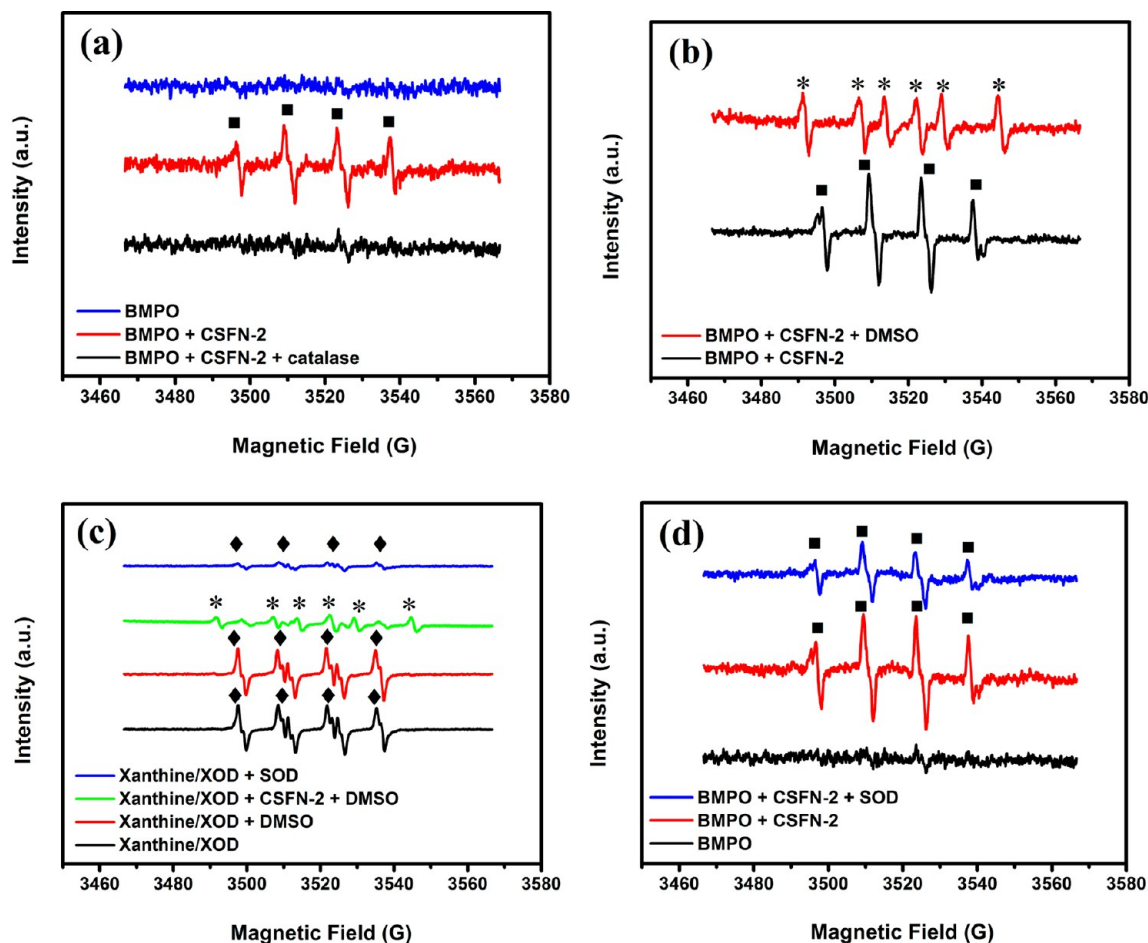 (a)
Intensity (a.u.)
BMPO
BMPO + CSFN-2
BMPO + CSFN-2 + catalase
3460 3480 3500 3520 3540 3560 3580
Magnetic Field (G)
(b)
* * * * * *
Intensity (a.u.)
BMPO + CSFN-2 + DMSO
BMPO + CSFN-2
3460 3480 3500 3520 3540 3560 3580
Magnetic Field (G)
(c)
* * * * * *
Intensity (a.u.)
Xanthine/XOD + SOD
Xanthine/XOD + CSFN-2 + DMSO
Xanthine/XOD + DMSO
Xanthine/XOD
3460 3480 3500 3520 3540 3560 3580
Magnetic Field (G)
(d)
Intensity (a.u.)
BMPO + CSFN-2 + SOD
BMPO + CSFN-2
BMPO
3460 3480 3500 3520 3540 3560 3580
Magnetic Field (G)